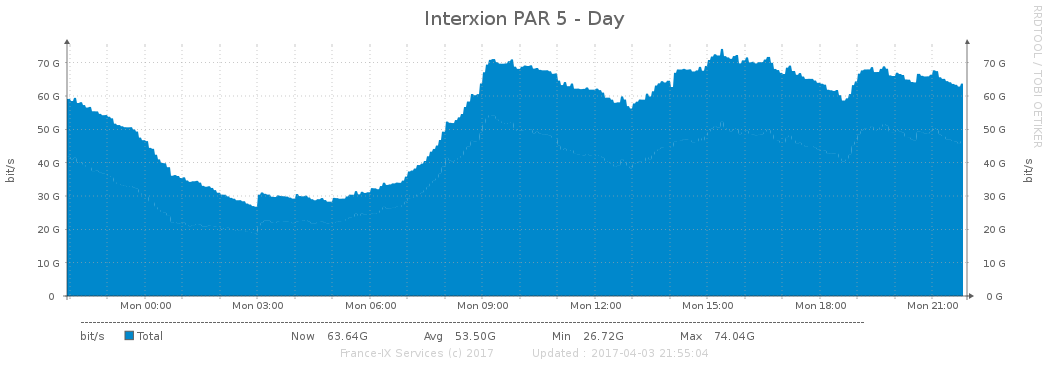 Interxion PAR 5 - Day
RRDTOOL / TOBI OETIKER
70 G 70 G
60 G 60 G
50 G 50 G
40 G 40 G
30 G 30 G
20 G 20 G
10 G 10 G
0 0 G
bit/s bit/s
Mon 00:00 Mon 03:00 Mon 06:00 Mon 09:00 Mon 12:00 Mon 15:00 Mon 18:00 Mon 21:00
bit/s Total Now 63.64G Avg 53.50G Min 26.72G Max 74.04G
France-IX Services (c) 2017 Updated : 2017-04-03 21:55:04